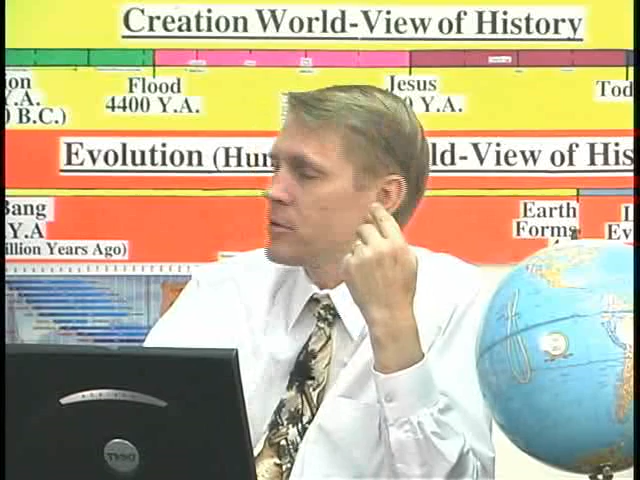 Creation World-View of History
Flood
4400 Y.A.
Jesus
Y.A.
Evolution (Hu
ld-View of His
Bang
Y.A
illion Years Ago)
Earth
Forms
DELL